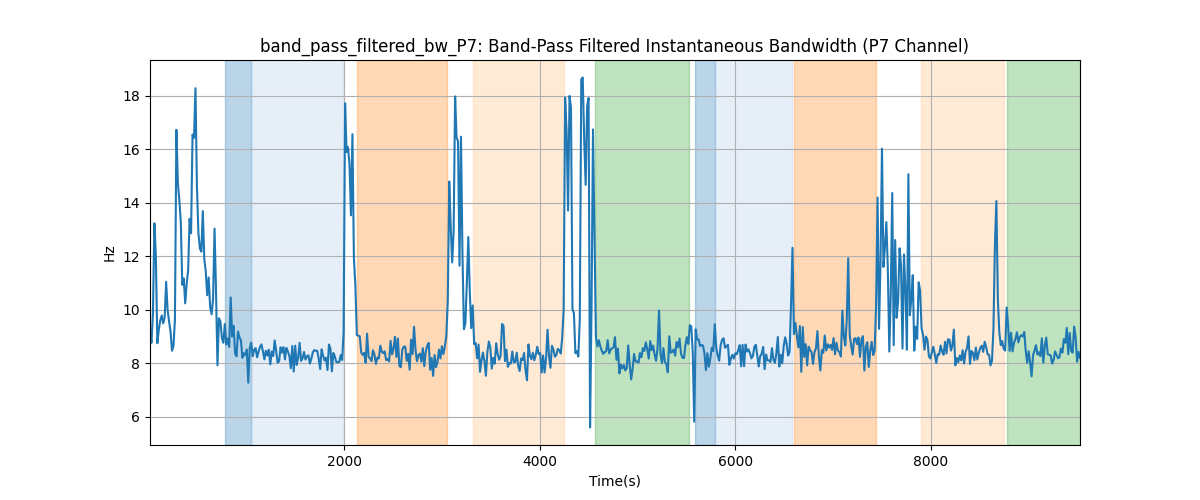 band_pass_filtered_bw_P7: Band-Pass Filtered Instantaneous Bandwidth (P7 Channel)
18
16
14
12
10
8
6
Hz
2000 4000 6000 8000
Time(s)